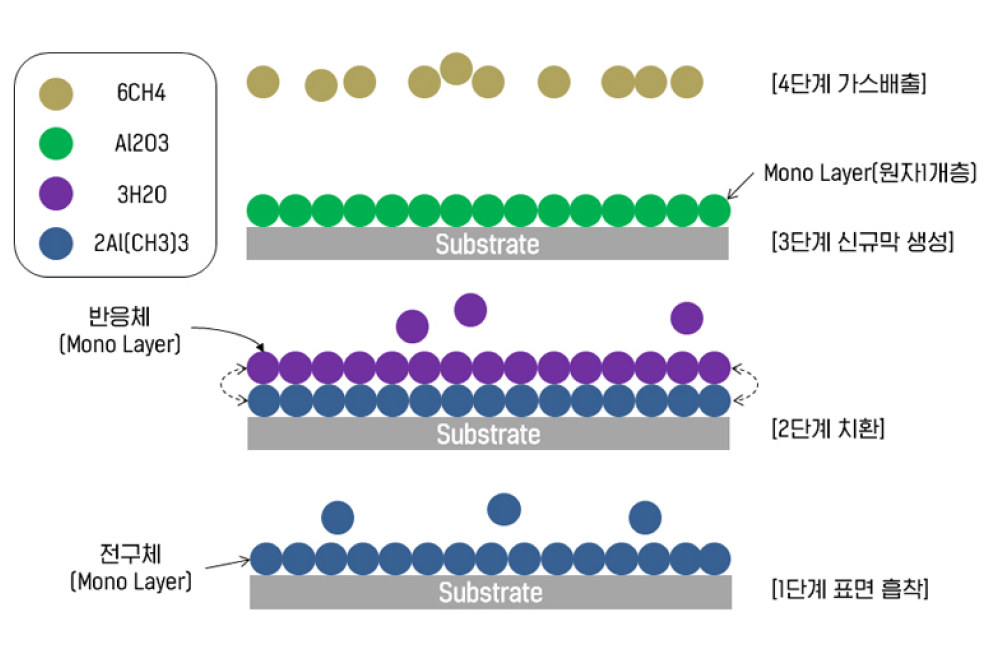 6CH4
Al2O3
3H2O
2Al(CH3)3
[4단계 가스배출]
Mono Layer(원자1개층)
Substrate
[3단계 신규막 생성]
반응체
(Mono Layer)
Substrate
[2단계 치환]
전구체
(Mono Layer)
Substrate
[1단계 표면 흡착]